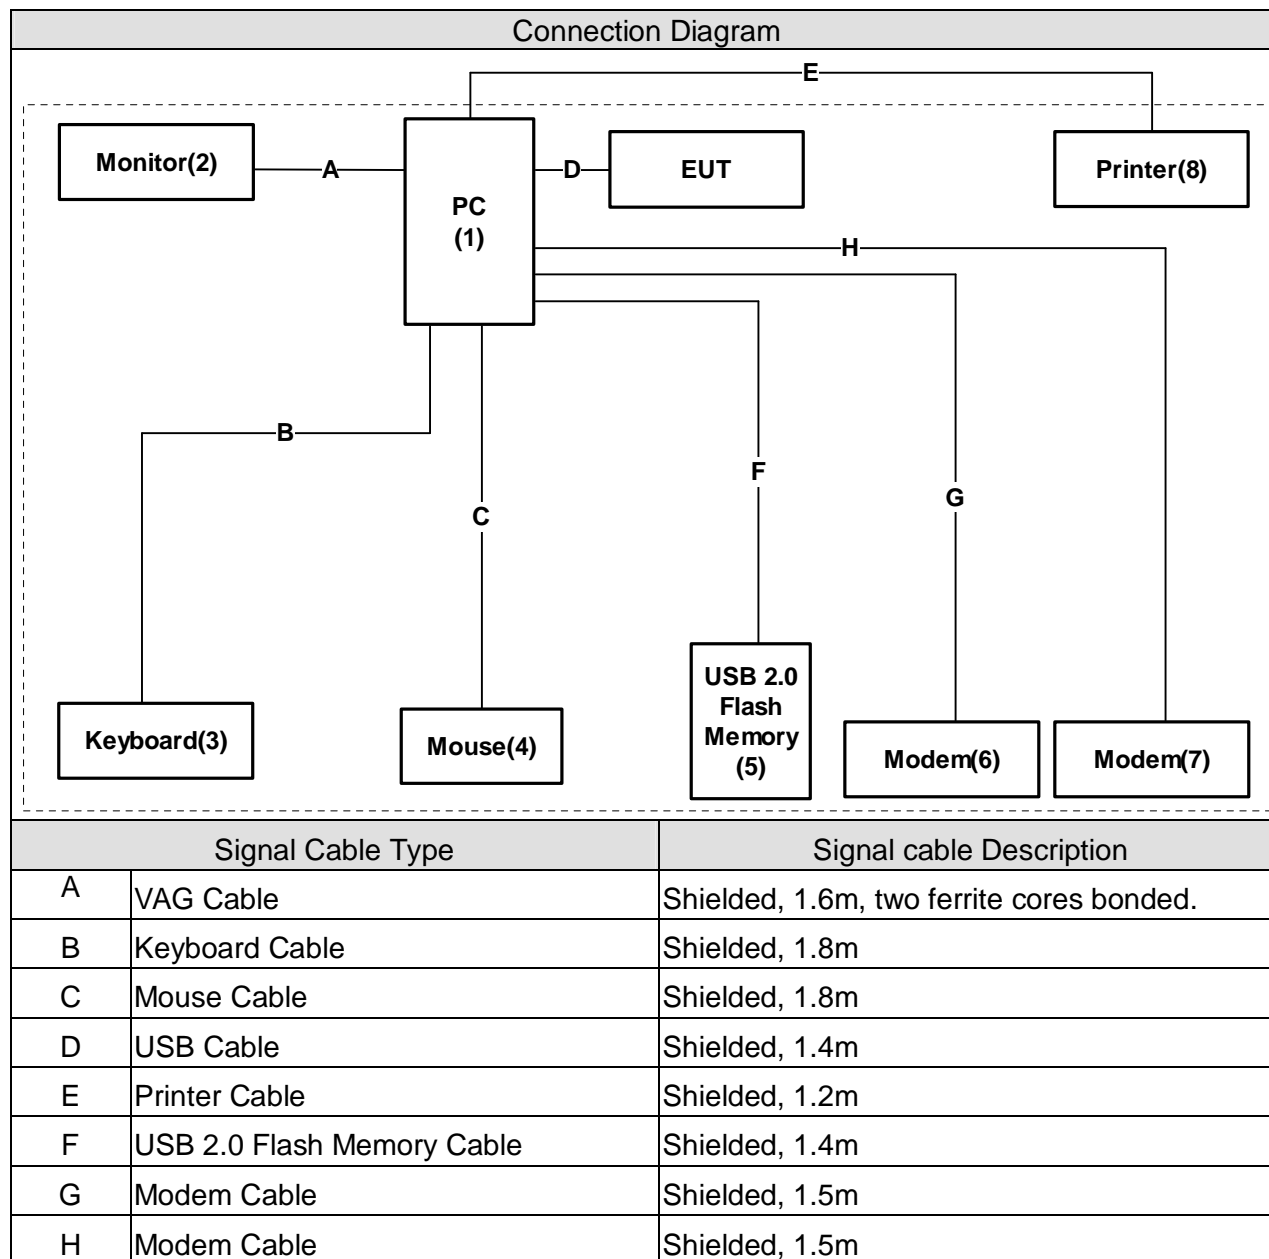 Connection Diagram
E
Monitor(2)
A
PC
(1)
D
EUT
Printer(8)
H
B
F
G
C
Keyboard(3)
Mouse(4)
USB 2.0
Flash
Memory
(5)
Modem(6)
Modem(7)
Signal Cable Type Signal cable Description
A VAG Cable Shielded, 1.6m, two ferrite cores bonded.
B Keyboard Cable Shielded, 1.8m
C Mouse Cable Shielded, 1.8m
D USB Cable Shielded, 1.4m
E Printer Cable Shielded, 1.2m
F USB 2.0 Flash Memory Cable Shielded, 1.4m
G Modem Cable Shielded, 1.5m
H Modem Cable Shielded, 1.5m